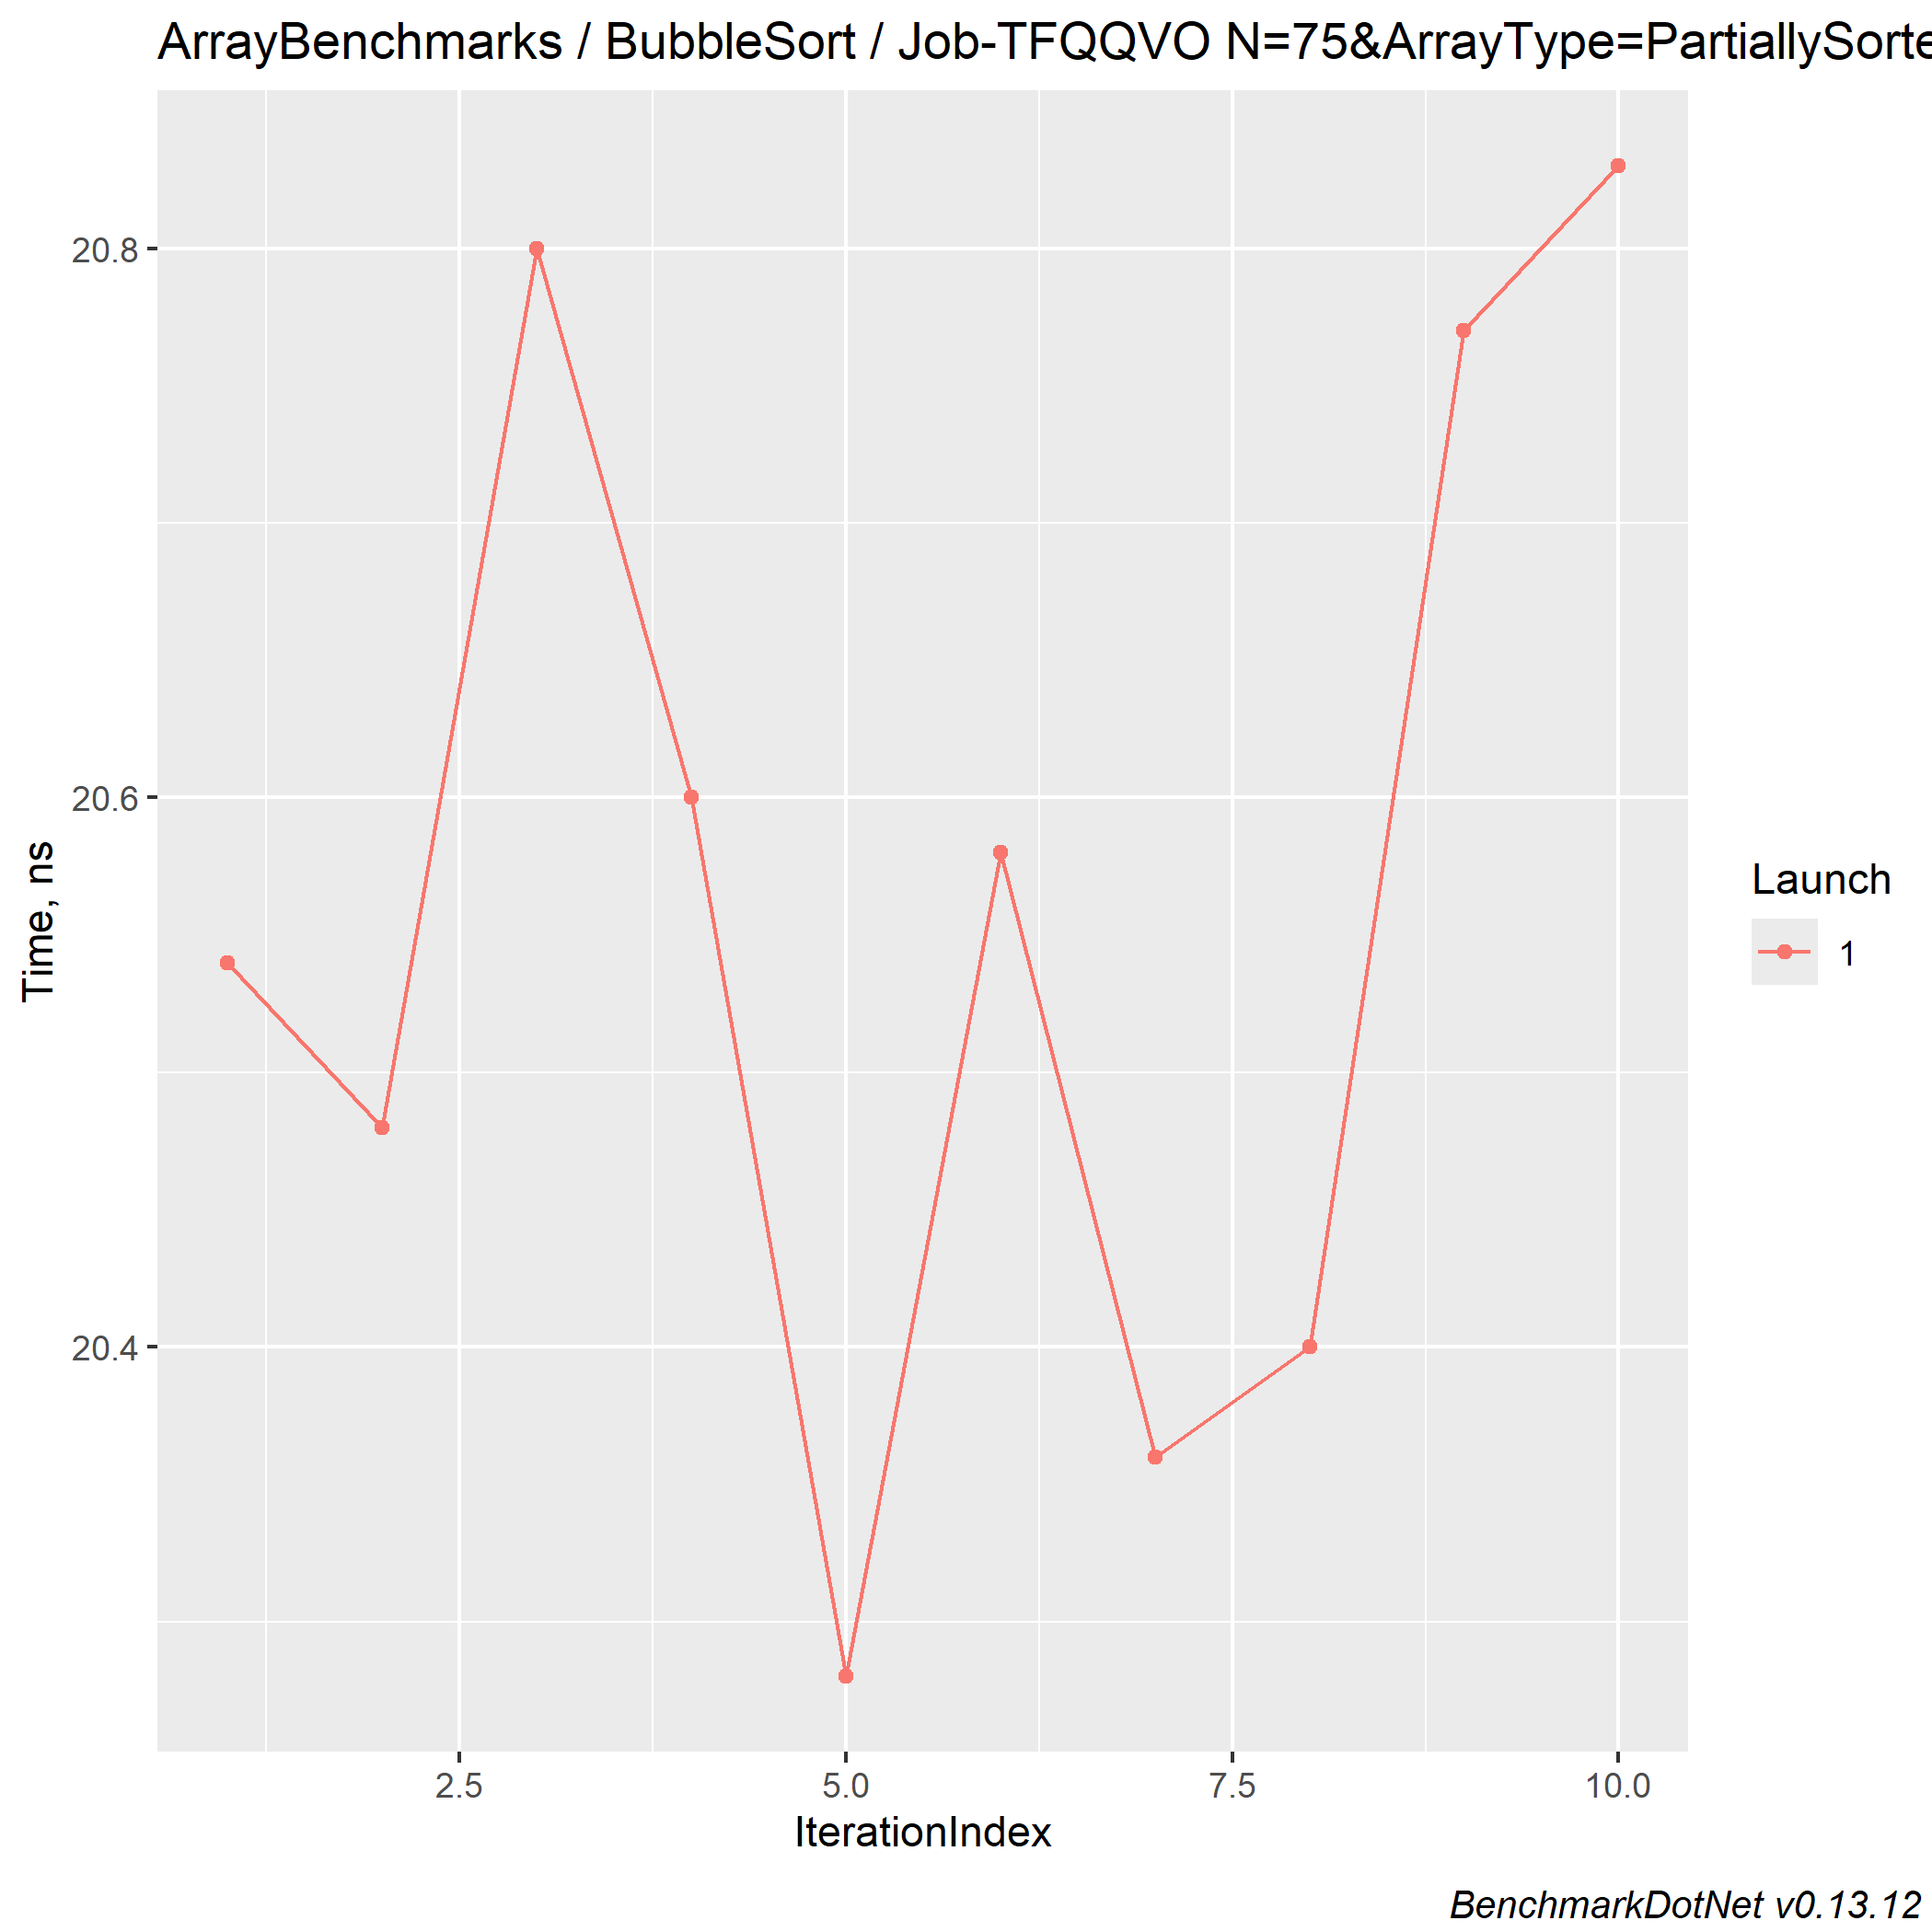 ArrayBenchmarks / BubbleSort / Job-TFQQVO N=75&ArrayType=PartiallySorte
20.8
20.6
20.4
Time, ns
2.5 5.0 7.5 10.0
IterationIndex
Launch
1
BenchmarkDotNet v0.13.12